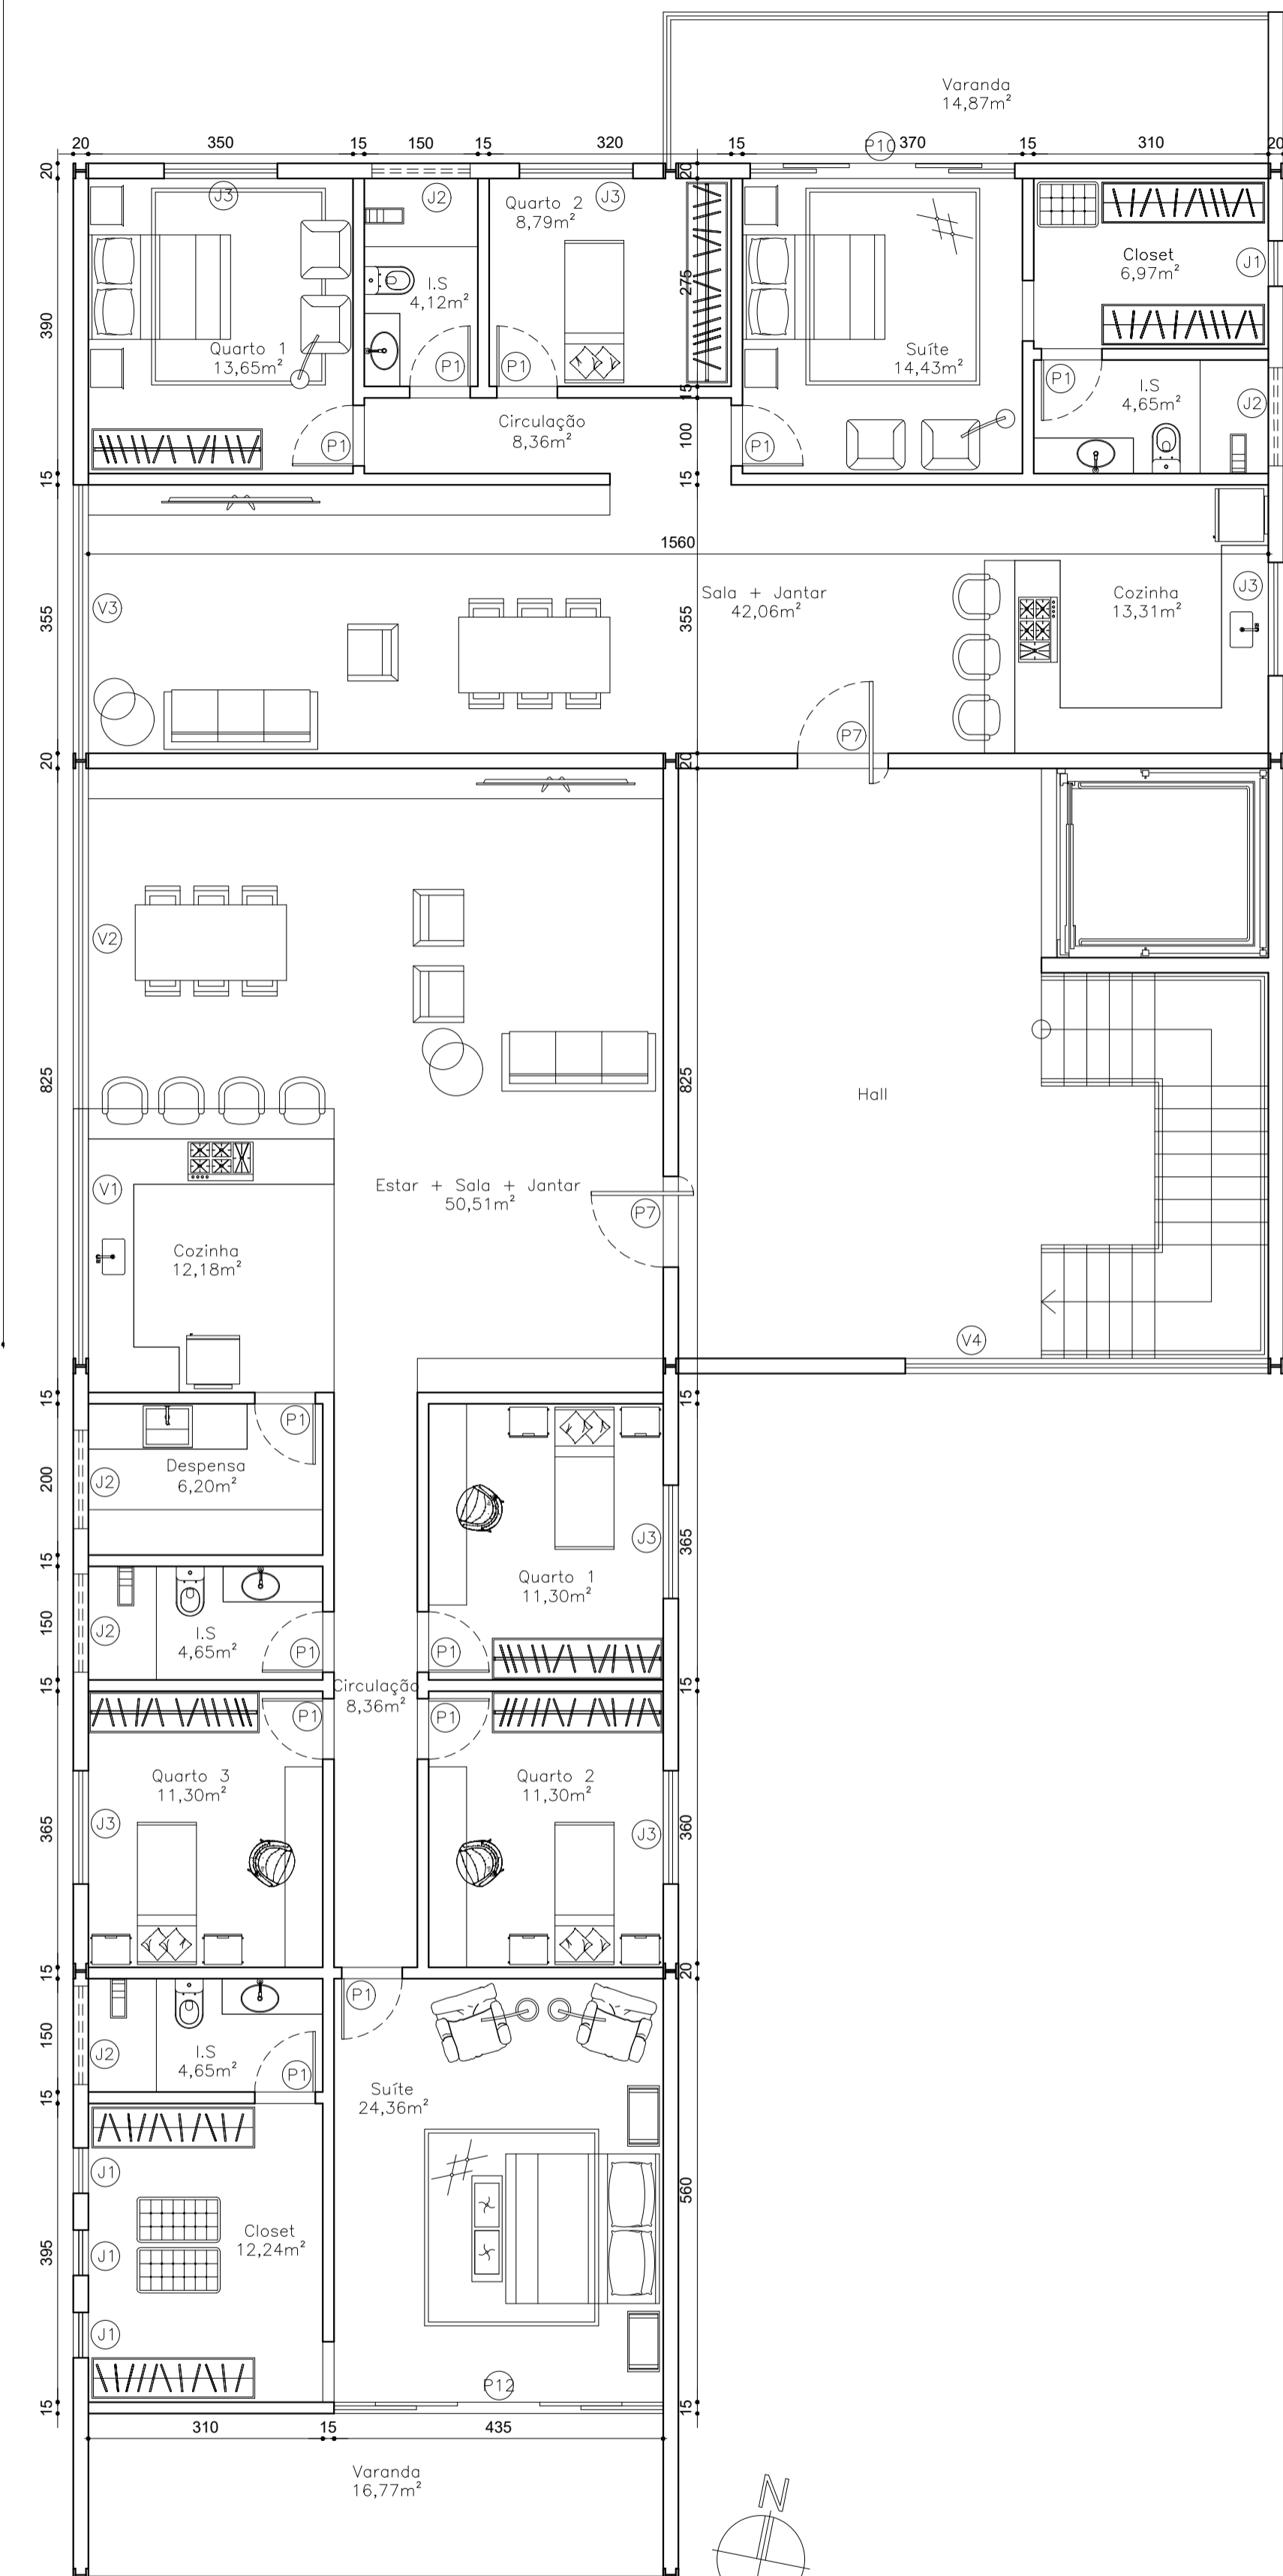 Varanda
14,87m²
20 350 15 150 15 320 15 P10 370 15 310 20
20
20
J3
J2
Quarto 2
8,79m²
J3
I.S
4,12m²
275
Closet
6,97m²
J1
390
Quarto 1
13,65m²
P1
P1
Suíte
14,43m²
P1
I.S
4,65m²
J2
15
Circulação
8,36m²
100
P1
P1
15
15
1560
V3
355
355
Sala + Jantar
42,06m²
Cozinha
13,31m²
J3
P7
20
20
V2
825
825
Hall
V1
Estar + Sala + Jantar
50,51m²
P7
Cozinha
12,18m²
V4
15
15
P1
Despensa
6,20m²
J2
200
365
J3
15
Quarto 1
11,30m²
150
J2
I.S
4,65m²
P1
P1
15
15
Circulação
8,36m²
P1
P1
Quarto 3
11,30m²
Quarto 2
11,30m²
J3
J3
365
360
15
20
P1
150
J2
I.S
4,65m²
P1
Suíte
24,36m²
15
J1
560
395
J1
Closet
12,24m²
J1
P12
15
15
310 15 435
Varanda
16,77m²
N